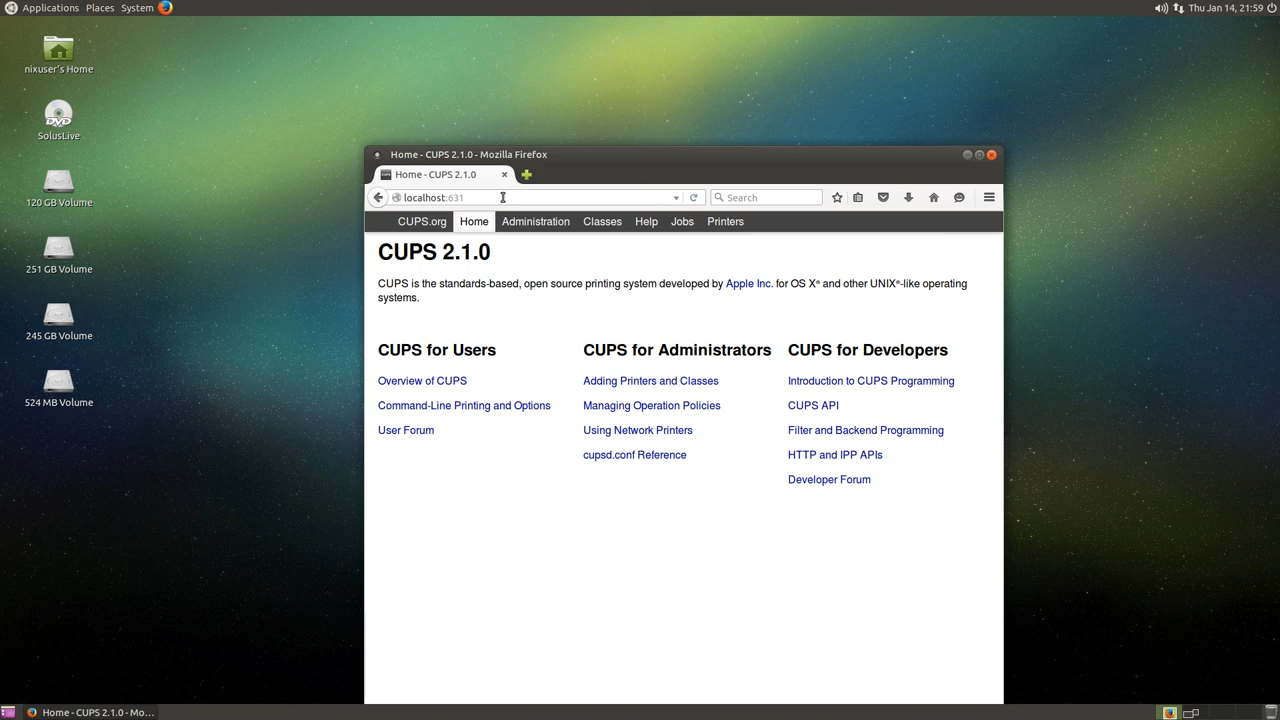 Applications Places System Thu Jan 14, 21:59
nixuser's Home
SolusLive
120 GB Volume
251 GB Volume
245 GB Volume
524 MB Volume
Home - CUPS 2.1.0 - Mozilla Firefox
Home - CUPS 2.1.0
localhost:631 Search
CUPS.org Home Administration Classes Help Jobs Printers
CUPS 2.1.0
CUPS is the standards-based, open source printing system developed by Apple Inc. for OS X® and other UNIX®-like operating
systems.
CUPS for Users
Overview of CUPS
Command-Line Printing and Options
User Forum
CUPS for Administrators
Adding Printers and Classes
Managing Operation Policies
Using Network Printers
cupsd.conf Reference
CUPS for Developers
Introduction to CUPS Programming
CUPS API
Filter and Backend Programming
HTTP and IPP APIs
Developer Forum
Home - CUPS 2.1.0 - Mo...